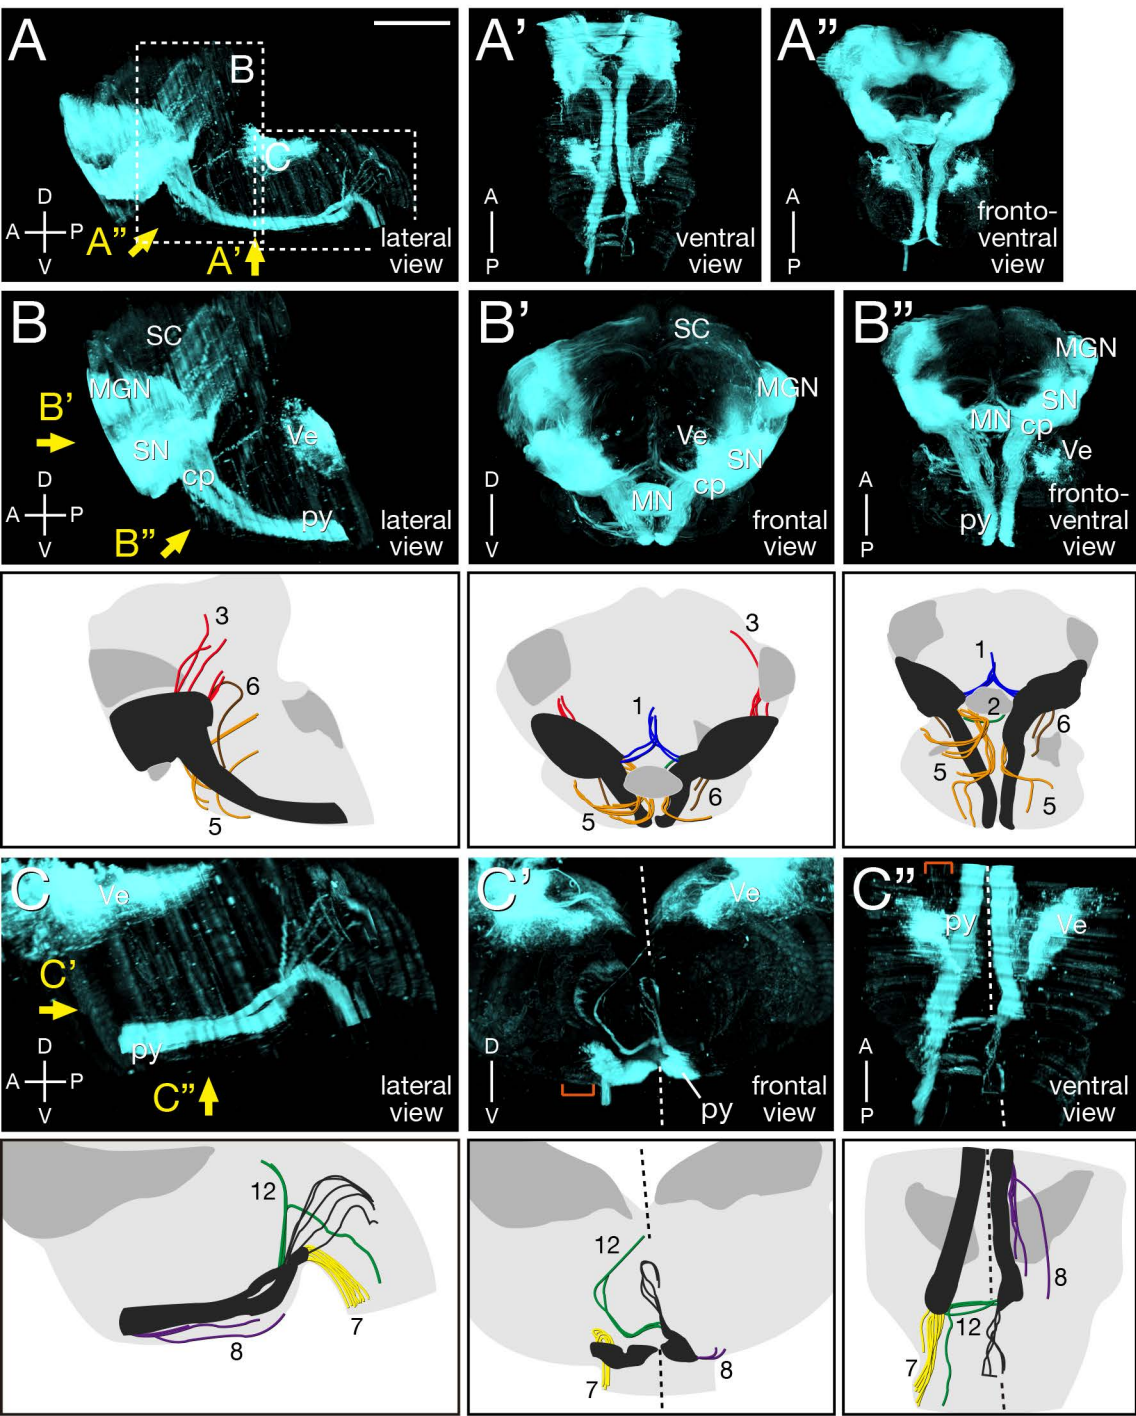 A
B
C
D
A P
V
A”
A’
lateral
view
A’
A
P
ventral
view
A”
A
P
fronto-
ventral
view
B
SC
MGN
B’
SN
Ve
cp
D
A P
V
py
B”
lateral
view
B’
SC
MGN
Ve
SN
cp
MN
D
V
frontal
view
B”
MGN
SN
MN cp
Ve
A
P
py
fronto-
ventral
view
3
6
5
3
1
6
5
1
2
6
5
5
C
Ve
C’
py
D
A P
V
C”
lateral
view
C’
Ve
D
V
py
frontal
view
C”
py
Ve
A
P
ventral
view
12
7
8
12
8
7
8
12
7